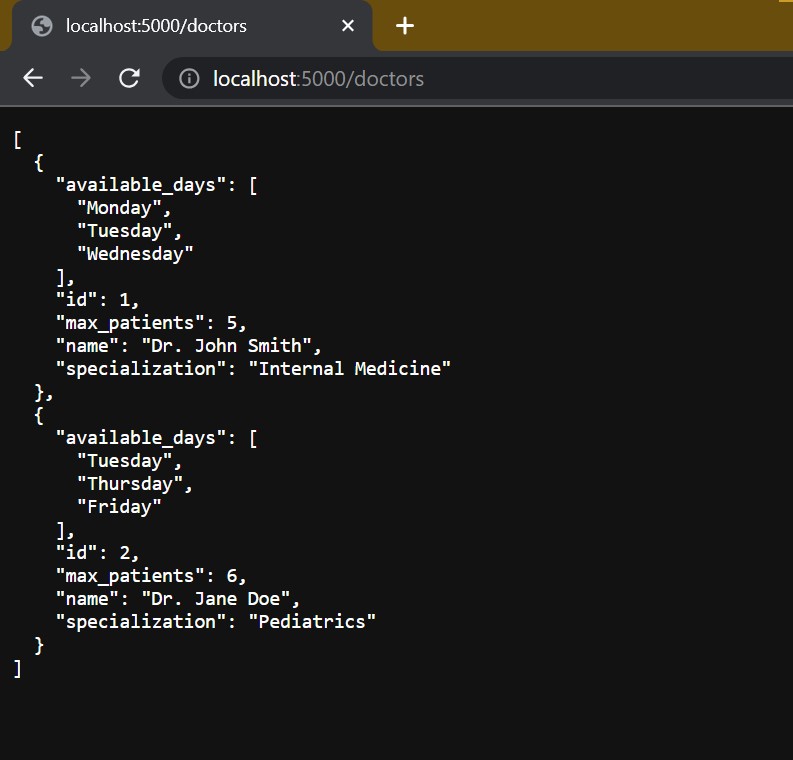 localhost:5000/doctors
localhost:5000/doctors
[
  {
    "available_days": [
      "Monday",
      "Tuesday",
      "Wednesday"
    ],
    "id": 1,
    "max_patients": 5,
    "name": "Dr. John Smith",
    "specialization": "Internal Medicine"
  },
  {
    "available_days": [
      "Tuesday",
      "Thursday",
      "Friday"
    ],
    "id": 2,
    "max_patients": 6,
    "name": "Dr. Jane Doe",
    "specialization": "Pediatrics"
  }
]